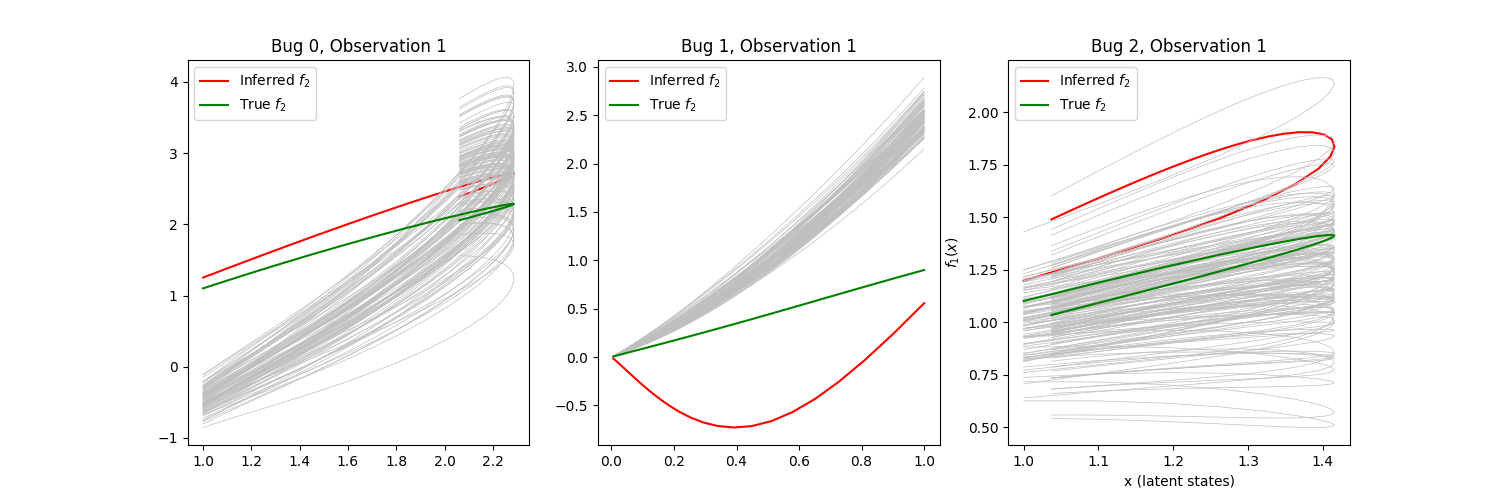 Bug 0, Observation 1
Inferred f₂
True f₂
4
3
2
1
0
−1
1.0 1.2 1.4 1.6 1.8 2.0 2.2
Bug 1, Observation 1
Inferred f₂
True f₂
3.0
2.5
2.0
1.5
1.0
0.5
0.0
−0.5
0.0 0.2 0.4 0.6 0.8 1.0
Bug 2, Observation 1
Inferred f₂
True f₂
f₁(x)
2.00
1.75
1.50
1.25
1.00
0.75
0.50
1.0 1.1 1.2 1.3 1.4
x (latent states)